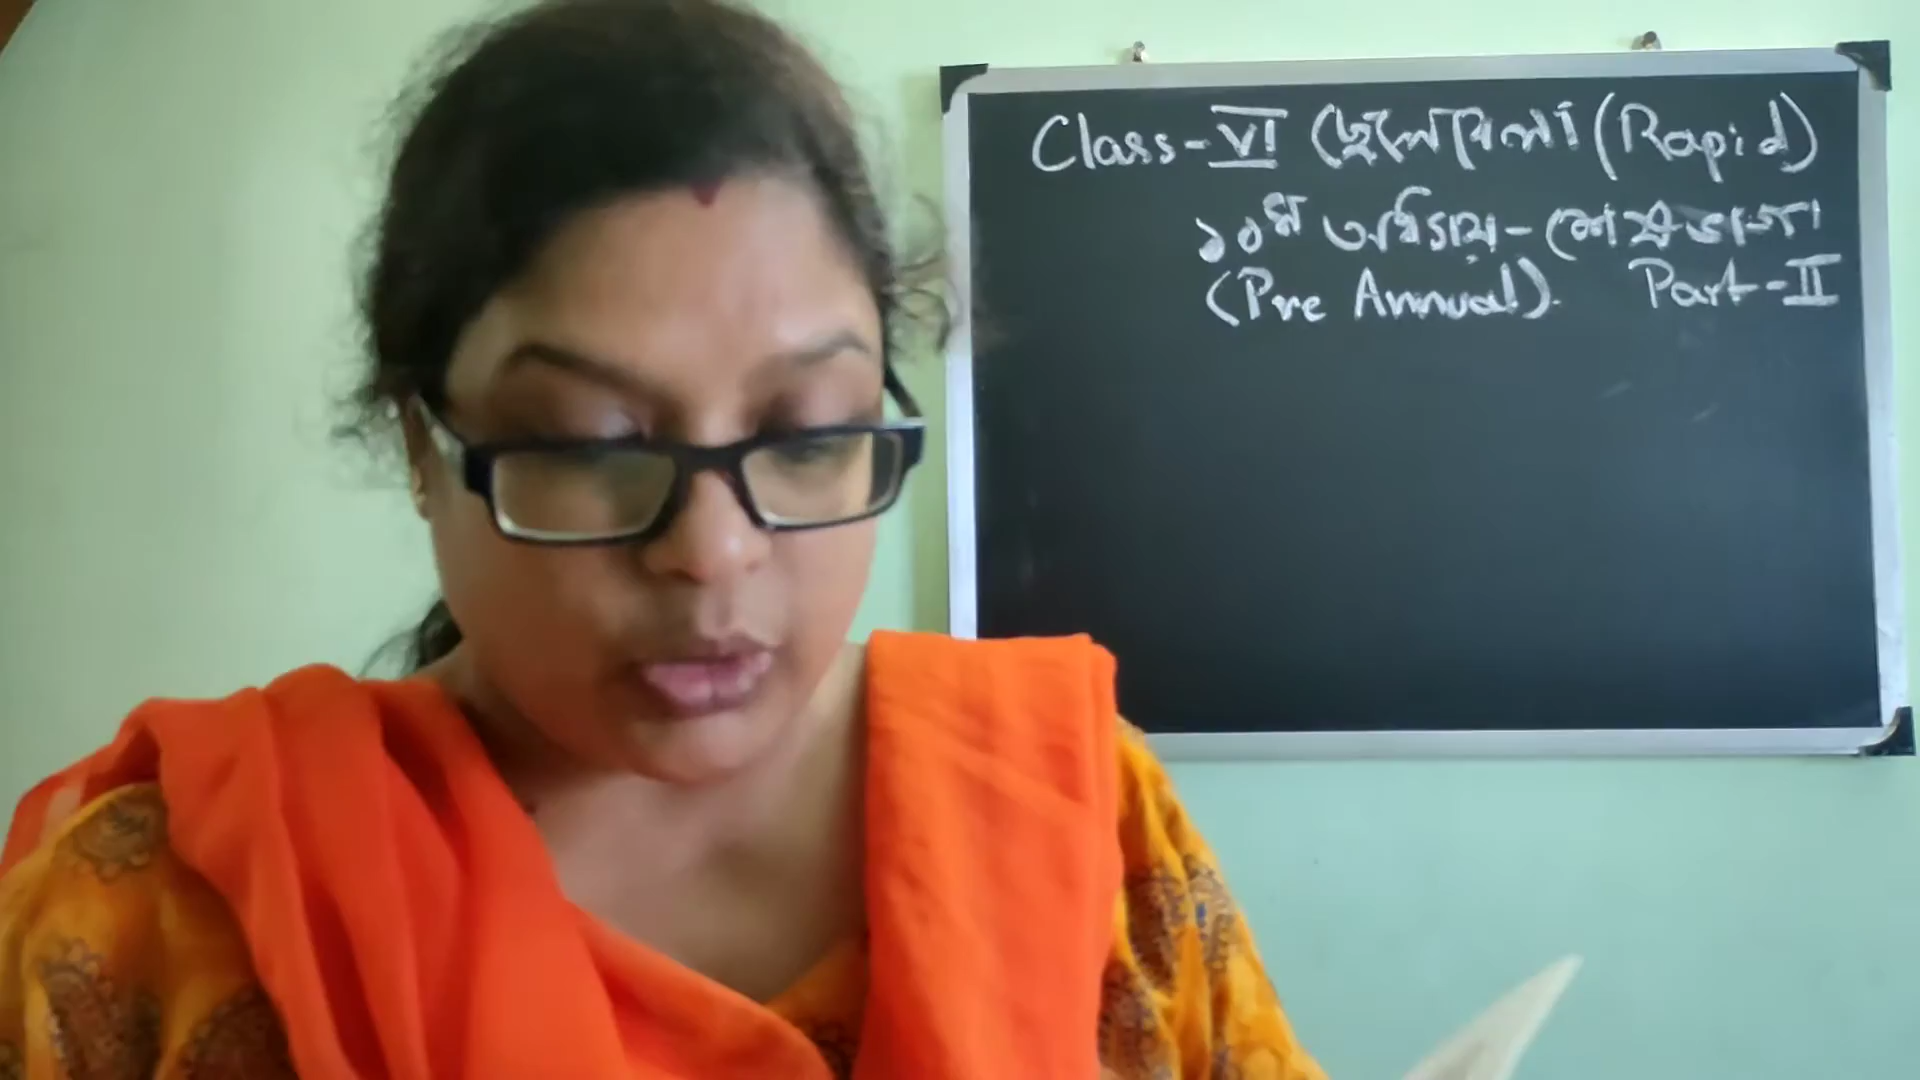 Class-VI ছেলেবেলা (Rapid)
১০ম অধ্যায় -
(Pre Annual). Part-II